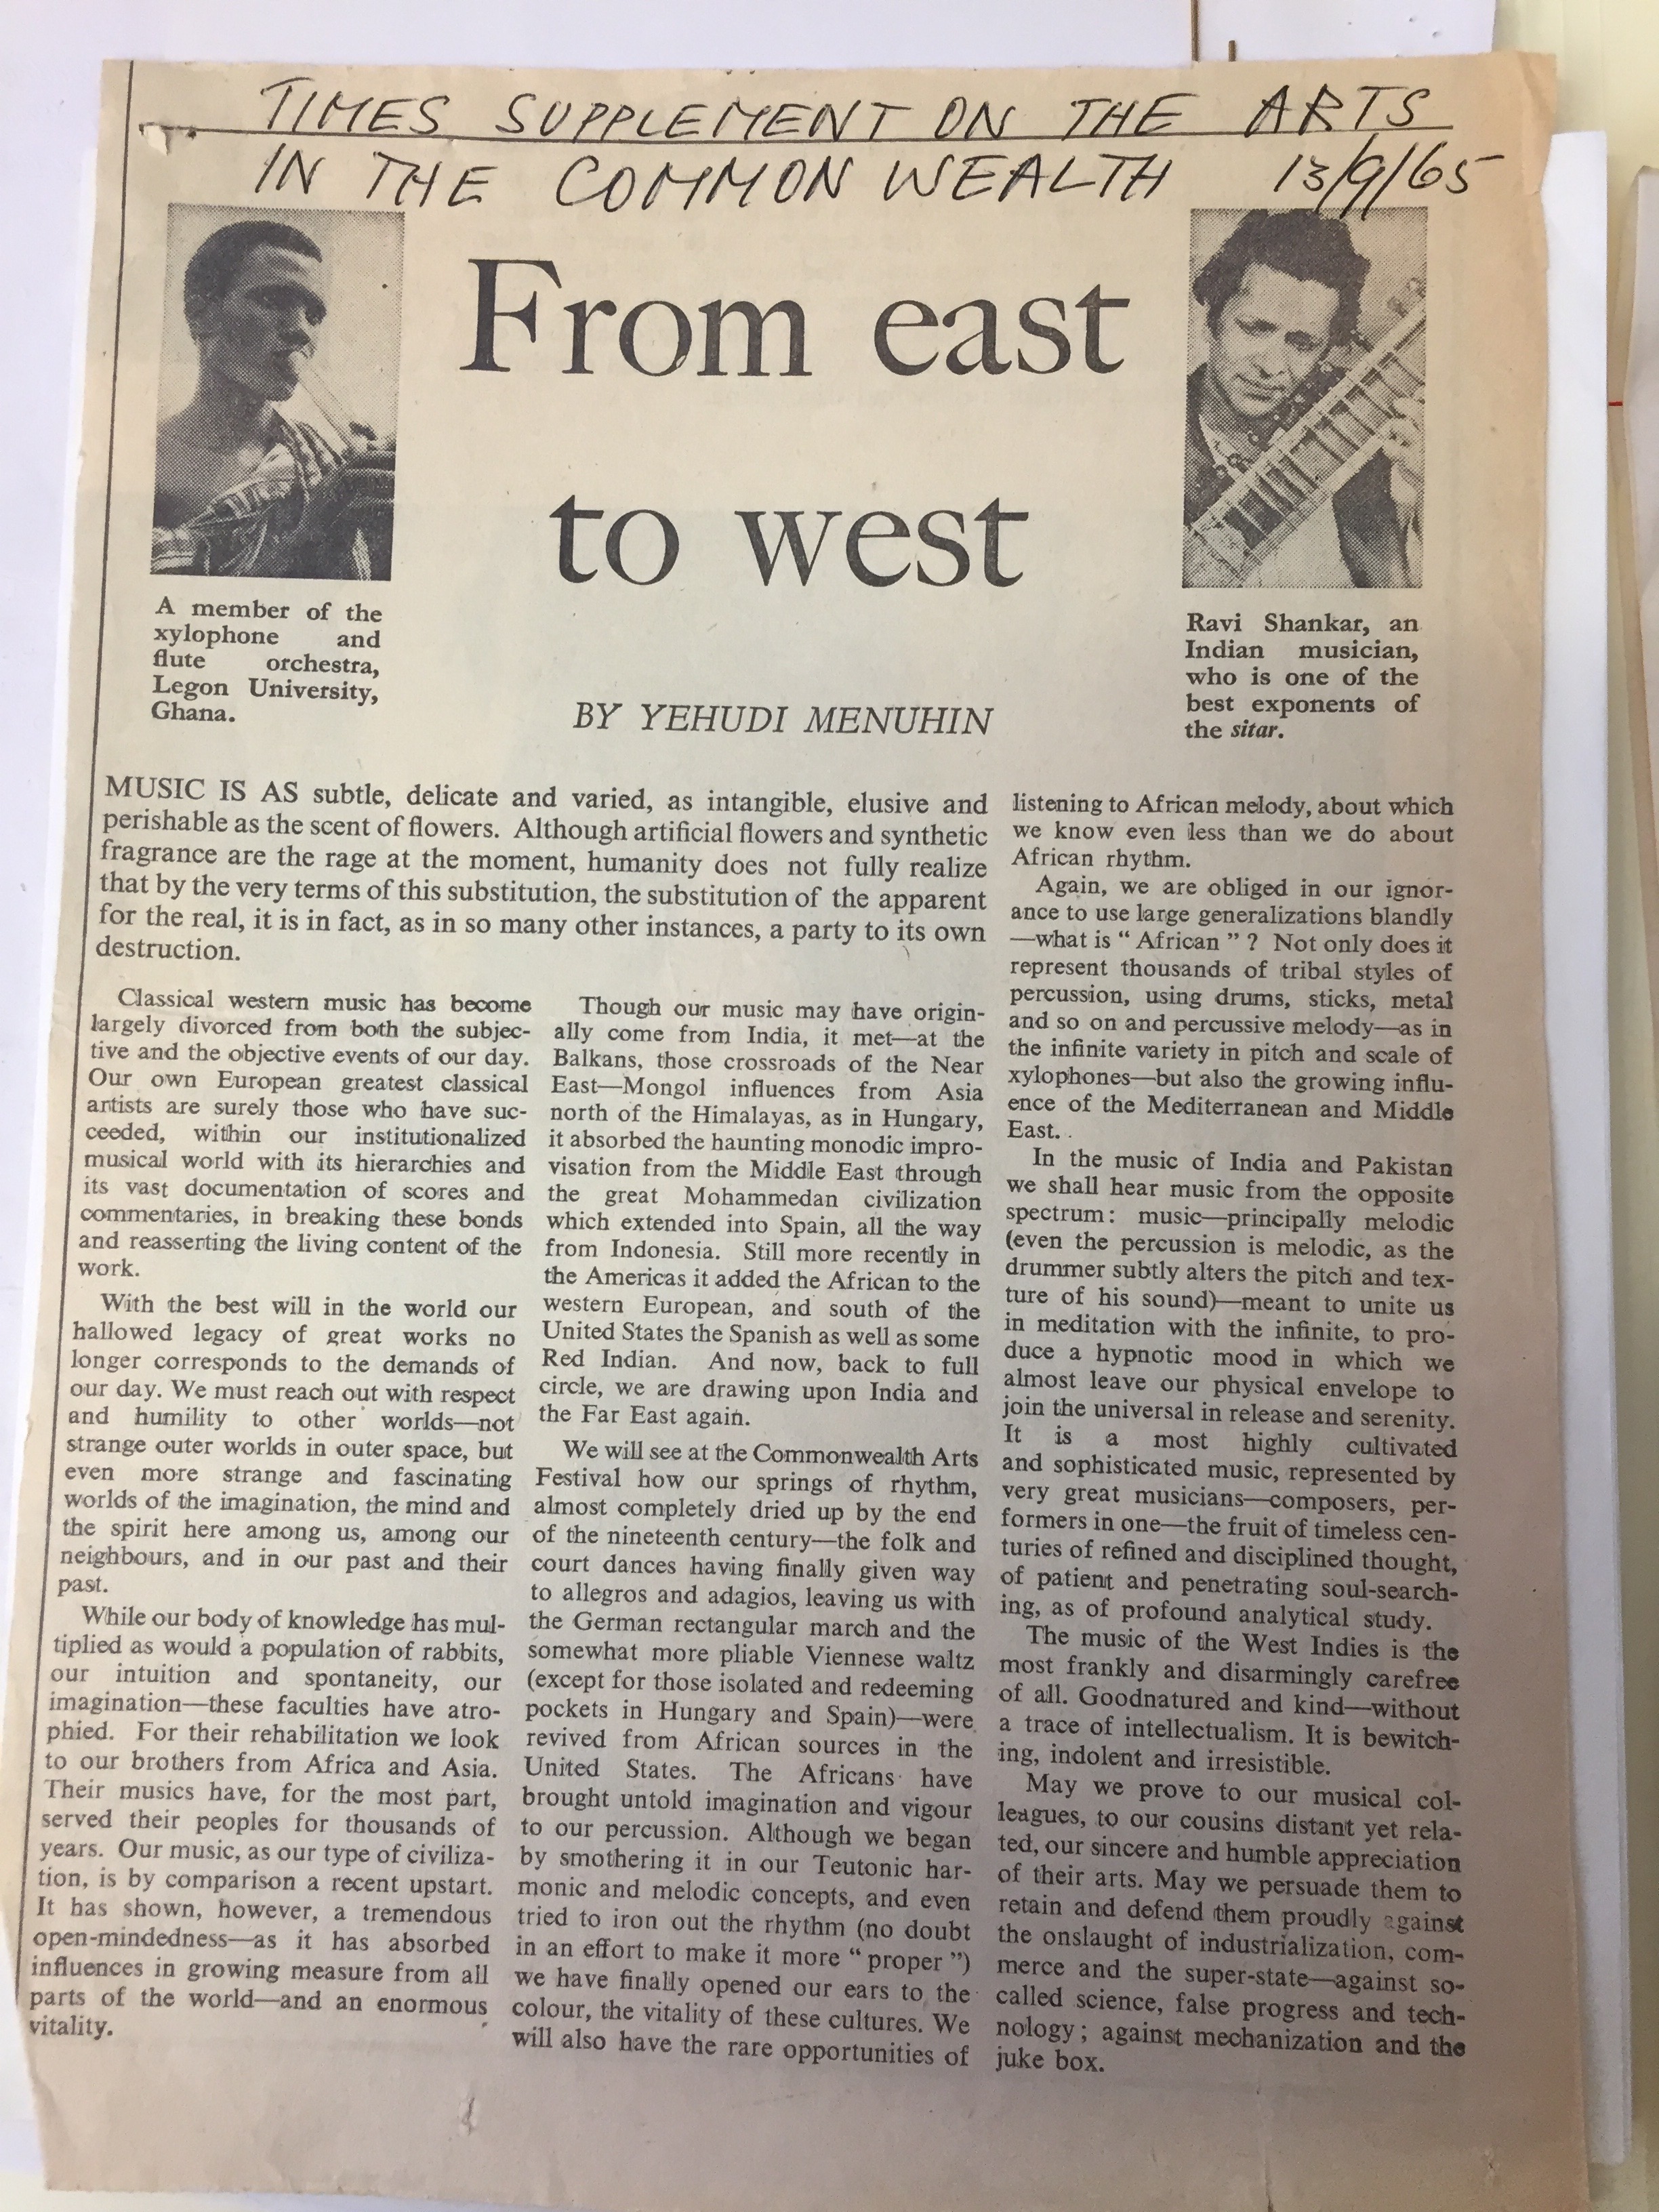 TIMES SUPPLEMENT ON THE ARTS
IN THE COMMONWEALTH 13/9/65
From east
to west
A member of the
xylophone and
flute orchestra,
Legon University,
Ghana.
Ravi Shankar, an
Indian musician,
who is one of the
best exponents of
the sitar.
BY YEHUDI MENUHIN
MUSIC IS AS subtle, delicate and varied, as intangible, elusive and
perishable as the scent of flowers. Although artificial flowers and synthetic
fragrance are the rage at the moment, humanity does not fully realize
that by the very terms of this substitution, the substitution of the apparent
for the real, it is in fact, as in so many other instances, a party to its own
destruction.
Classical western music has become
largely divorced from both the subjec-
tive and the objective events of our day.
Our own European greatest classical
artists are surely those who have suc-
ceeded, within our institutionalized
musical world with its hierarchies and
its vast documentation of scores and
commentaries, in breaking these bonds
and reasserting the living content of the
work.
With the best will in the world our
hallowed legacy of great works no
longer corresponds to the demands of
our day. We must reach out with respect
and humility to other worlds—not
strange outer worlds in outer space, but
even more strange and fascinating
worlds of the imagination, the mind and
the spirit here among us, among our
neighbours, and in our past and their
past.
While our body of knowledge has mul-
tiplied as would a population of rabbits,
our intuition and spontaneity, our
imagination—these faculties have atro-
phied. For their rehabilitation we look
to our brothers from Africa and Asia.
Their musics have, for the most part,
served their peoples for thousands of
years. Our music, as our type of civiliza-
tion, is by comparison a recent upstart.
It has shown, however, a tremendous
open-mindedness—as it has absorbed
influences in growing measure from all
parts of the world—and an enormous
vitality.
Though our music may have origin-
ally come from India, it met—at the
Balkans, those crossroads of the Near
East—Mongol influences from Asia
north of the Himalayas, as in Hungary,
it absorbed the haunting monodic impro-
visation from the Middle East through
the great Mohammedan civilization
which extended into Spain, all the way
from Indonesia. Still more recently in
the Americas it added the African to the
western European, and south of the
United States the Spanish as well as some
Red Indian. And now, back to full
circle, we are drawing upon India and
the Far East again.
We will see at the Commonwealth Arts
Festival how our springs of rhythm,
almost completely dried up by the end
of the nineteenth century—the folk and
court dances having finally given way
to allegros and adagios, leaving us with
the German rectangular march and the
somewhat more pliable Viennese waltz
(except for those isolated and redeeming
pockets in Hungary and Spain)—were
revived from African sources in the
United States. The Africans have
brought untold imagination and vigour
to our percussion. Although we began
by smothering it in our Teutonic har-
monic and melodic concepts, and even
tried to iron out the rhythm (no doubt
in an effort to make it more “ proper ”)
we have finally opened our ears to the
colour, the vitality of these cultures. We
will also have the rare opportunities of
listening to African melody, about which
we know even less than we do about
African rhythm.
Again, we are obliged in our ignor-
ance to use large generalizations blandly
—what is “ African ” ? Not only does it
represent thousands of tribal styles of
percussion, using drums, sticks, metal
and so on and percussive melody—as in
the infinite variety in pitch and scale of
xylophones—but also the growing influ-
ence of the Mediterranean and Middle
East.
In the music of India and Pakistan
we shall hear music from the opposite
spectrum: music—principally melodic
(even the percussion is melodic, as the
drummer subtly alters the pitch and tex-
ture of his sound)—meant to unite us
in meditation with the infinite, to pro-
duce a hypnotic mood in which we
almost leave our physical envelope to
join the universal in release and serenity.
It is a most highly cultivated
and sophisticated music, represented by
very great musicians—composers, per-
formers in one—the fruit of timeless cen-
turies of refined and disciplined thought,
of patient and penetrating soul-search-
ing, as of profound analytical study.
The music of the West Indies is the
most frankly and disarmingly carefree
of all. Goodnatured and kind—without
a trace of intellectualism. It is bewitch-
ing, indolent and irresistible.
May we prove to our musical col-
leagues, to our cousins distant yet rela-
ted, our sincere and humble appreciation
of their arts. May we persuade them to
retain and defend them proudly against
the onslaught of industrialization, com-
merce and the super-state—against so-
called science, false progress and tech-
nology; against mechanization and the
juke box.